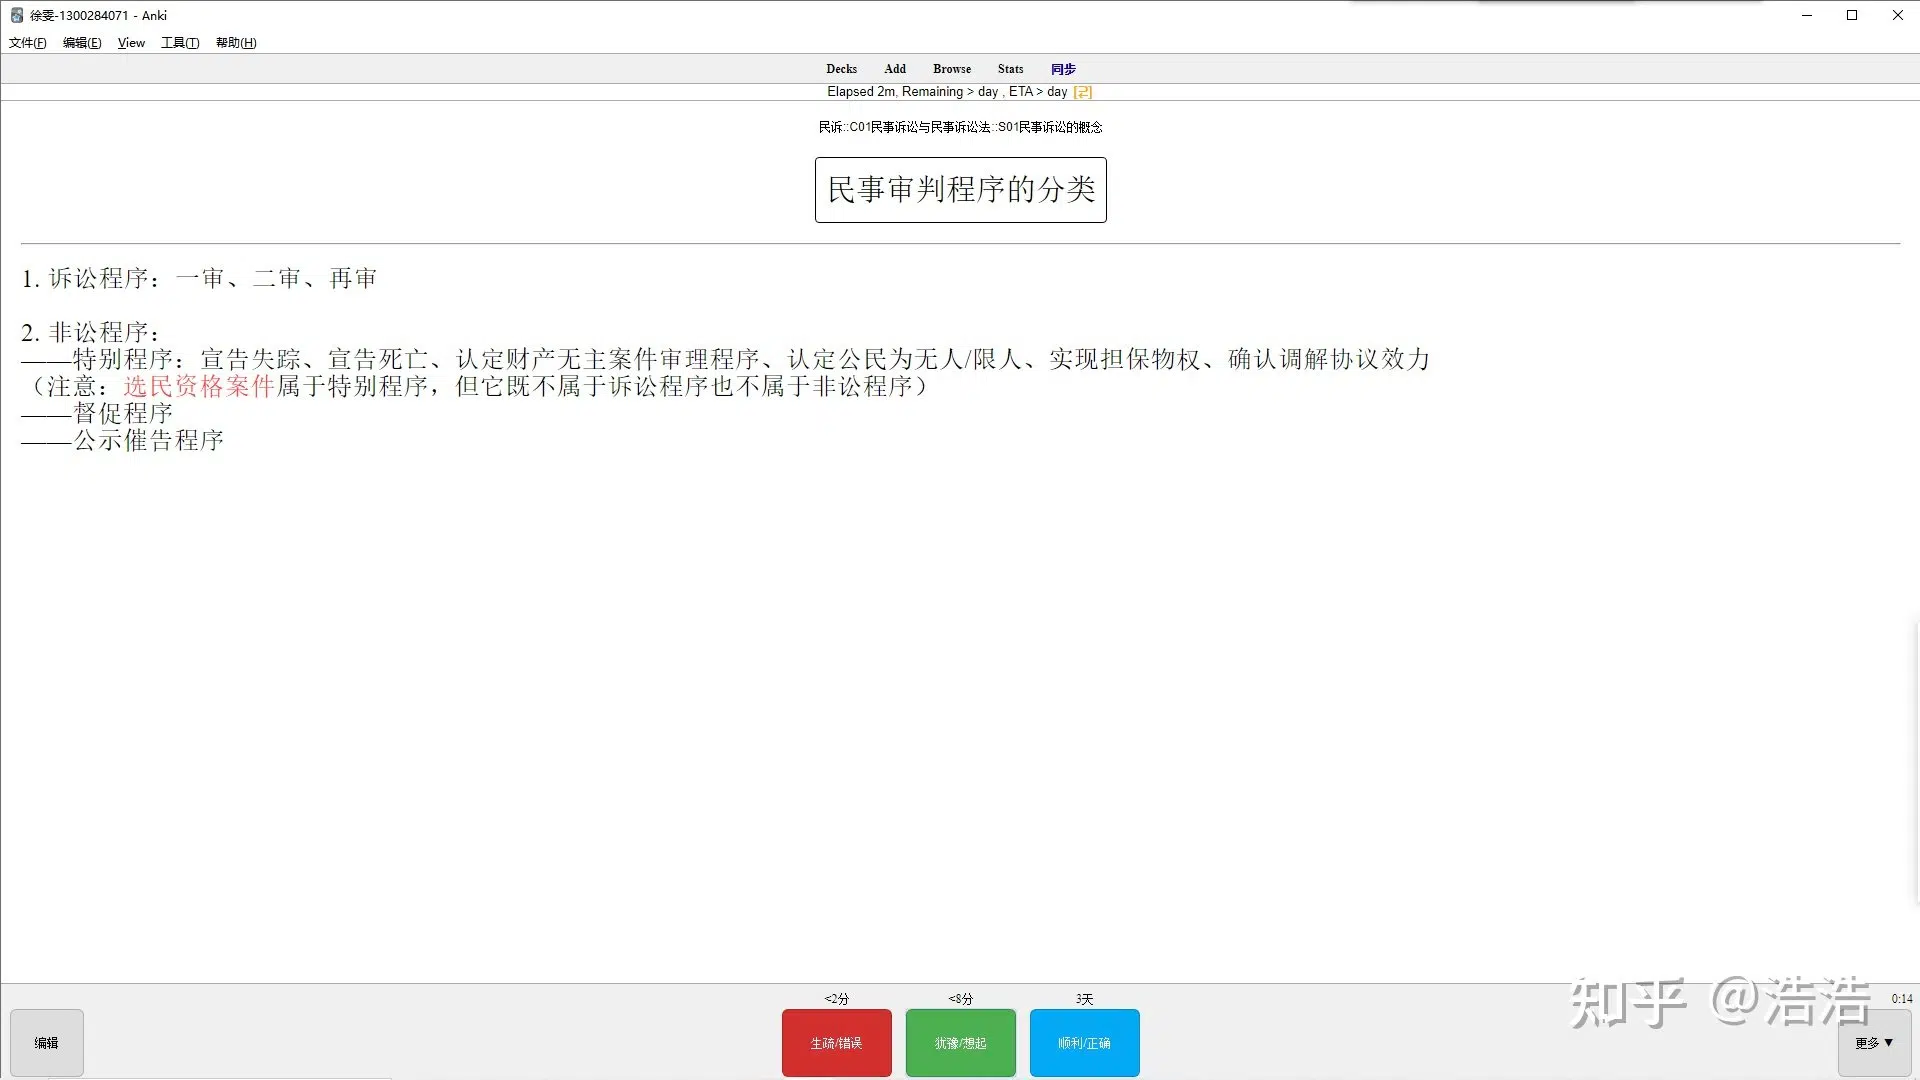 徐雯-1300284071 - Anki
文件(F) 编辑(E) View 工具(T) 帮助(H)
Decks Add Browse Stats 同步
Elapsed 2m, Remaining > day , ETA > day [⮂]
民诉::C01民事诉讼与民事诉讼法::S01民事诉讼的概念
民事审判程序的分类
1. 诉讼程序：一审、二审、再审
2. 非讼程序：
——特别程序：宣告失踪、宣告死亡、认定财产无主案件审理程序、认定公民为无人/限人、实现担保物权、确认调解协议效力
（注意：选民资格案件属于特别程序，但它既不属于诉讼程序也不属于非讼程序）
——督促程序
——公示催告程序
<2分 <8分 3天 0:14
编辑 生疏/错误 犹豫/想起 顺利/正确 更多 ▼
知乎 @浩浩